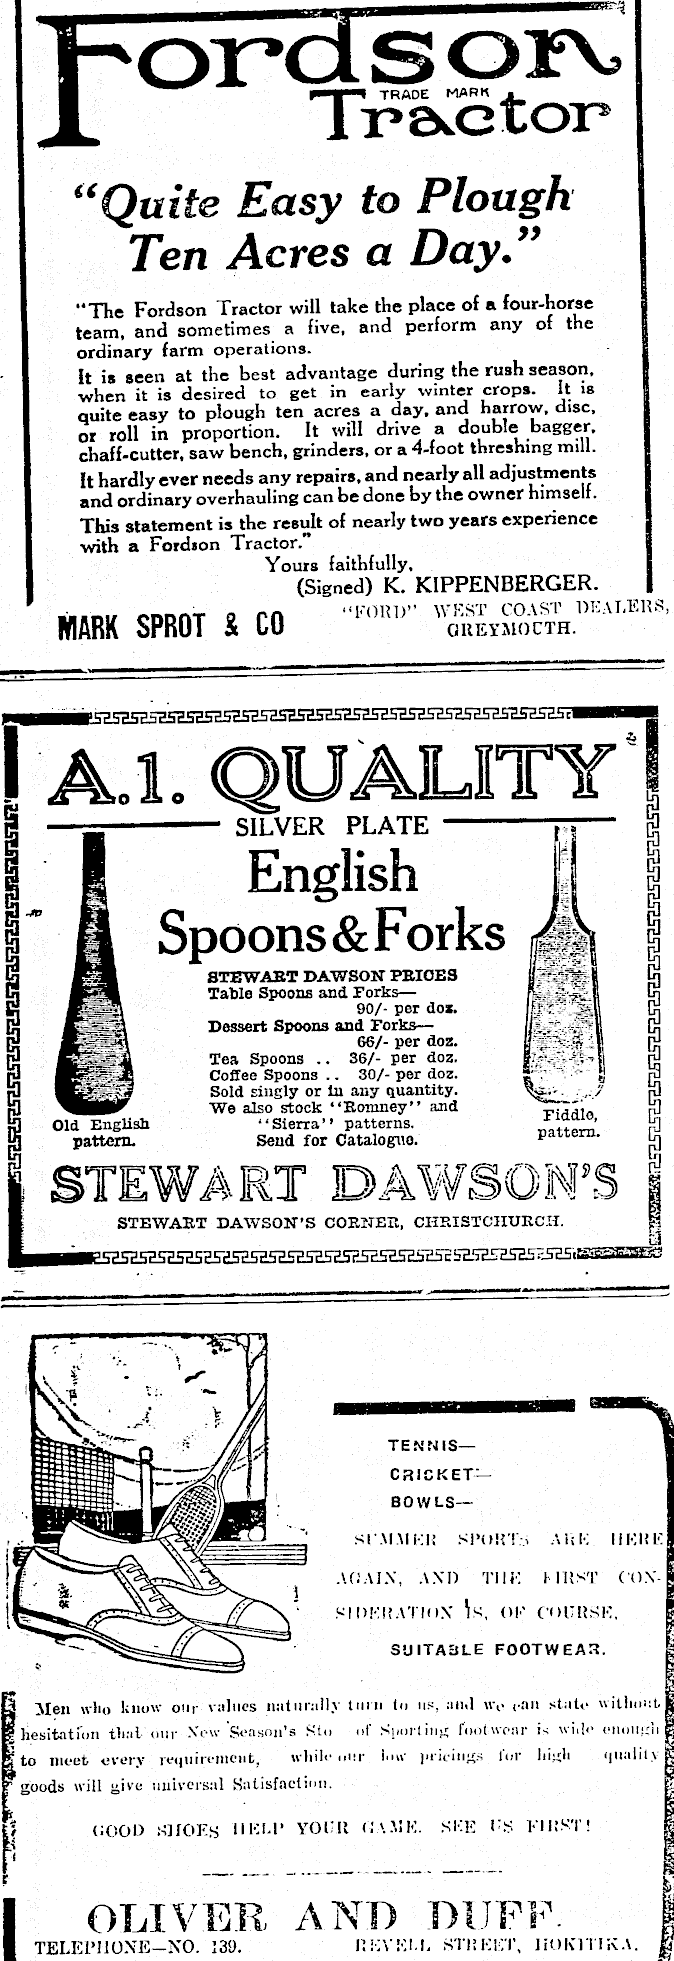 Fordson
TRADE MARK
Tractor
"Quite Easy to Plough
Ten Acres a Day."
"The Fordson Tractor will take the place of a four-horse
team, and sometimes a five, and perform any of the
ordinary farm operations.
It is seen at the best advantage during the rush season,
when it is desired to get in early winter crops. It is
quite easy to plough ten acres a day, and harrow, disc,
or roll in proportion. It will drive a double bagger,
chaff-cutter, saw bench, grinders, or a 4-foot threshing mill.
It hardly ever needs any repairs, and nearly all adjustments
and ordinary overhauling can be done by the owner himself.
This statement is the result of nearly two years experience
with a Fordson Tractor."
Yours faithfully,
(Signed) K. KIPPENBERGER.
MARK SPROT & CO
"FORD" WEST COAST DEALERS,
GREYMOUTH.
A.1. QUALITY
SILVER PLATE
English
Spoons & Forks
STEWART DAWSON PRICES
Table Spoons and Forks—
90/- per doz.
Dessert Spoons and Forks—
66/- per doz.
Tea Spoons .. 36/- per doz.
Coffee Spoons .. 30/- per doz.
Sold singly or in any quantity.
We also stock "Romney" and
"Sierra" patterns.
Send for Catalogue.
Old English
pattern.
Fiddle,
pattern.
STEWART DAWSON'S
STEWART DAWSON'S CORNER, CHRISTCHURCH.
TENNIS—
CRICKET—
BOWLS—
SUMMER SPORTS ARE HERE
AGAIN, AND THE FIRST CON-
SIDERATION IS, OF COURSE,
SUITABLE FOOTWEAR.
Men who know our values naturally turn to us, and we can state without
hesitation that our New Season's Sto of Sporting footwear is wide enough
to meet every requirement, while our low pricings for high quality
goods will give universal Satisfaction.
GOOD SHOES HELP YOUR GAME. SEE US FIRST!
OLIVER AND DUFF.
TELEPHONE—NO. 139. REVELL STREET, HOKITIKA.